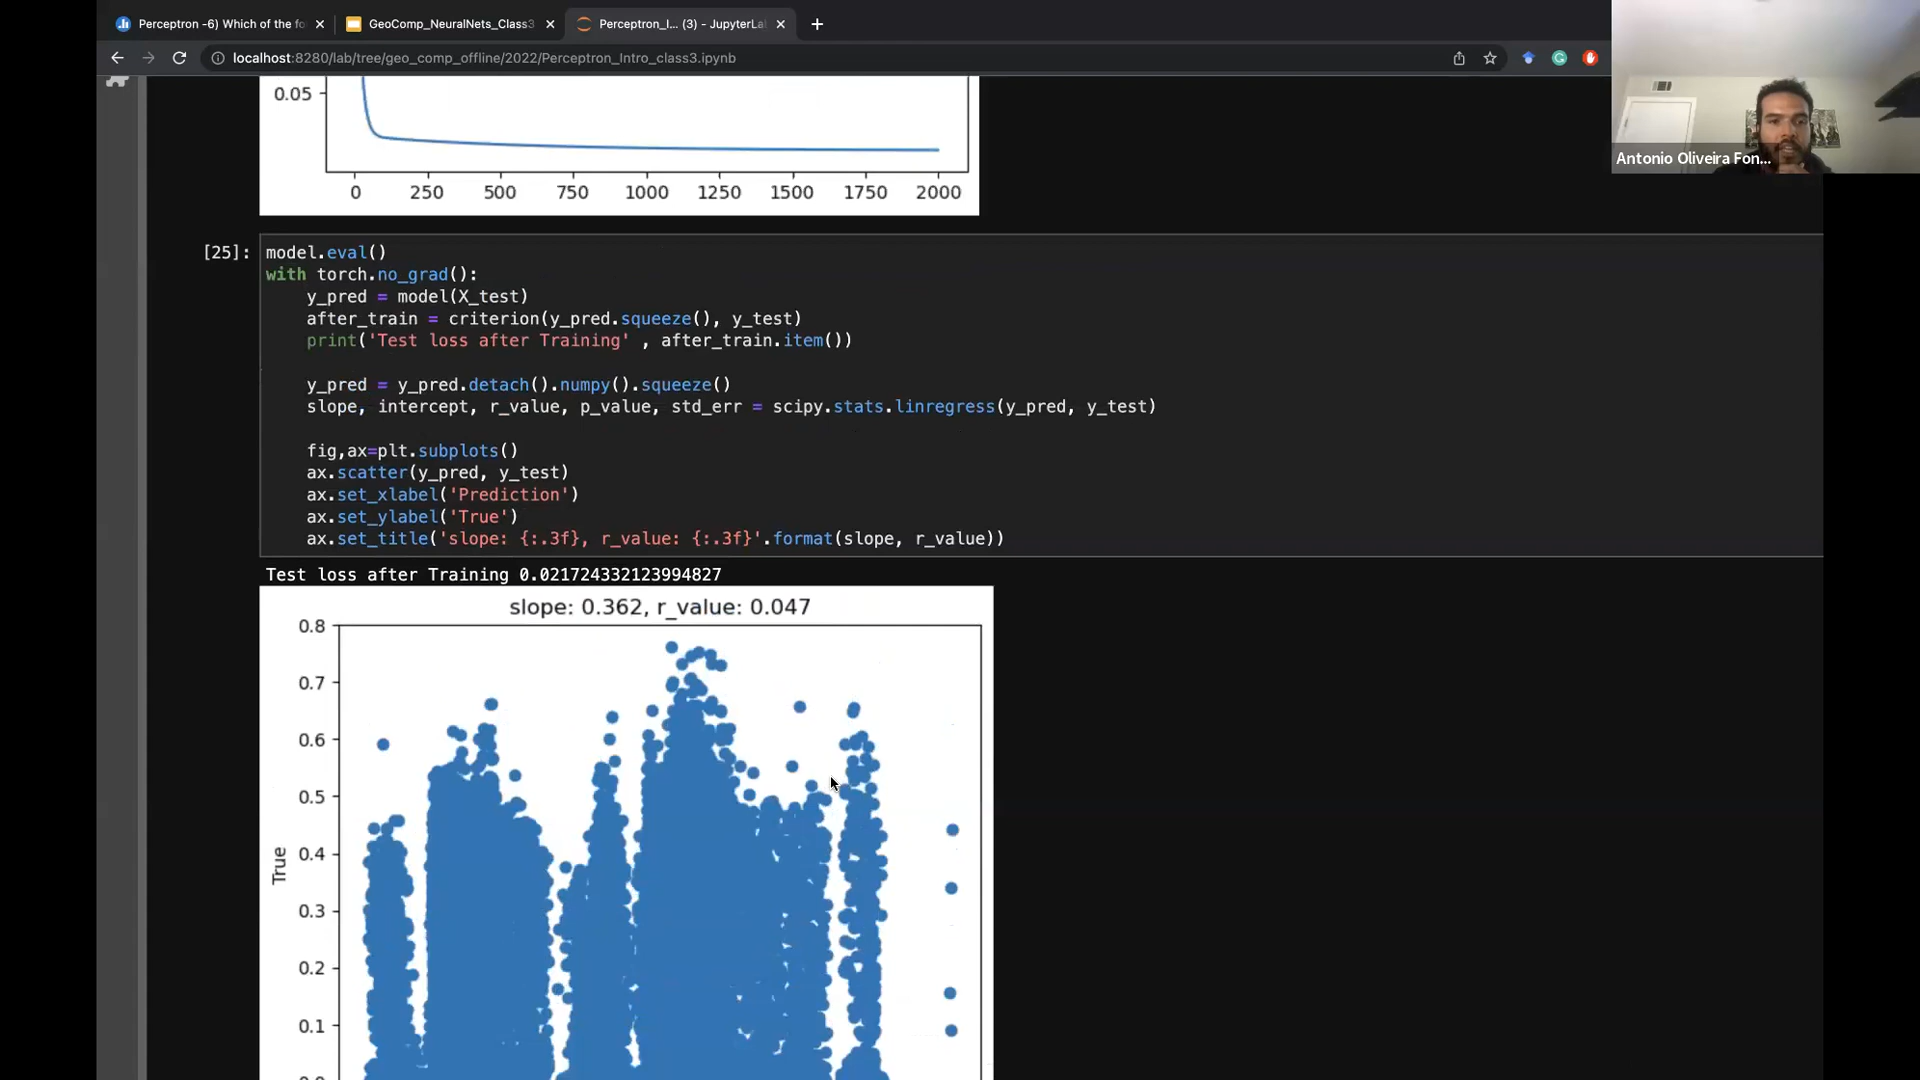 Perceptron -6) Which of the fo
GeoComp_NeuralNets_Class3
Perceptron_I... (3) - JupyterLa
localhost:8280/lab/tree/geo_comp_offline/2022/Perceptron_Intro_class3.ipynb
Antonio Oliveira Fon...
0.05
0 250 500 750 1000 1250 1500 1750 2000
[25]:
model.eval()
with torch.no_grad():
y_pred = model(X_test)
after_train = criterion(y_pred.squeeze(), y_test)
print('Test loss after Training' , after_train.item())
y_pred = y_pred.detach().numpy().squeeze()
slope, intercept, r_value, p_value, std_err = scipy.stats.linregress(y_pred, y_test)
fig,ax=plt.subplots()
ax.scatter(y_pred, y_test)
ax.set_xlabel('Prediction')
ax.set_ylabel('True')
ax.set_title('slope: {:.3f}, r_value: {:.3f}'.format(slope, r_value))
Test loss after Training 0.021724332123994827
slope: 0.362, r_value: 0.047
0.8
0.7
0.6
0.5
0.4
0.3
0.2
0.1
True